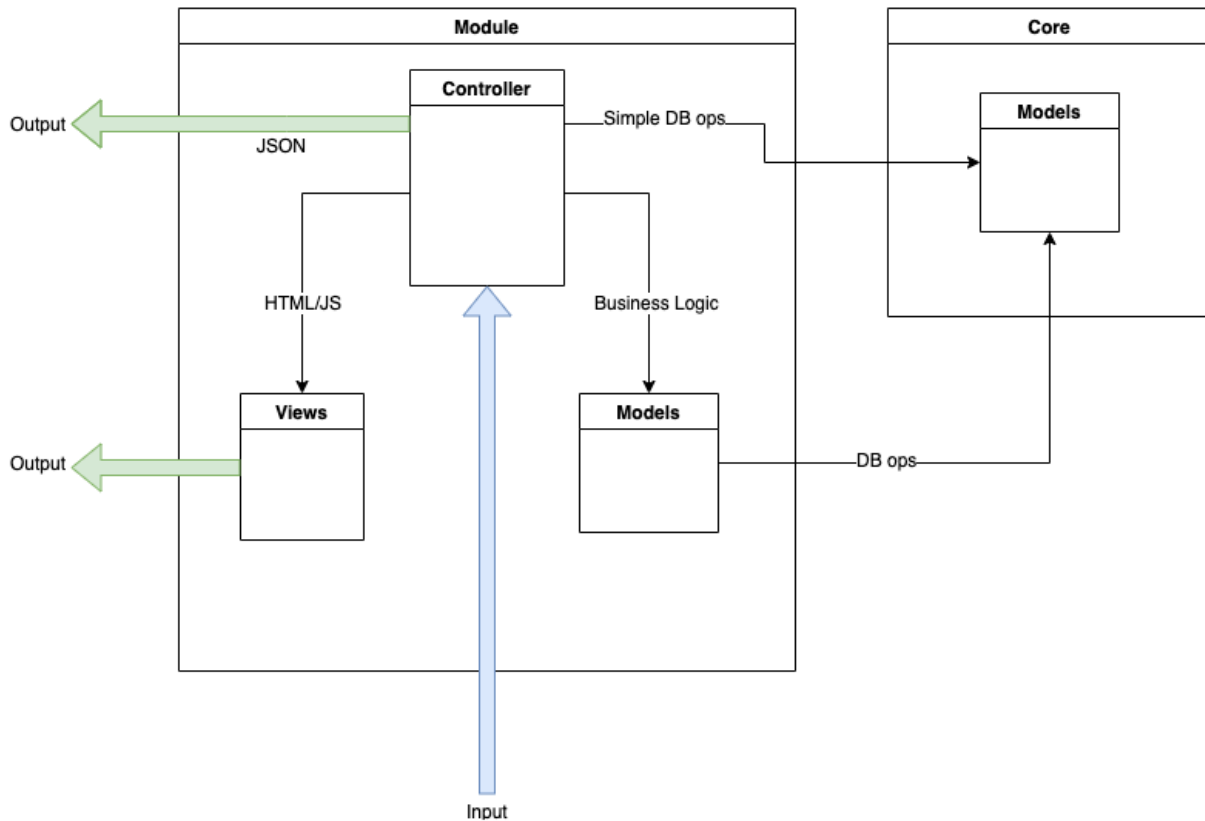 Module
Core
Controller
Models
Output
Simple DB ops
JSON
HTML/JS
Business Logic
Views
Models
Output
DB ops
Input